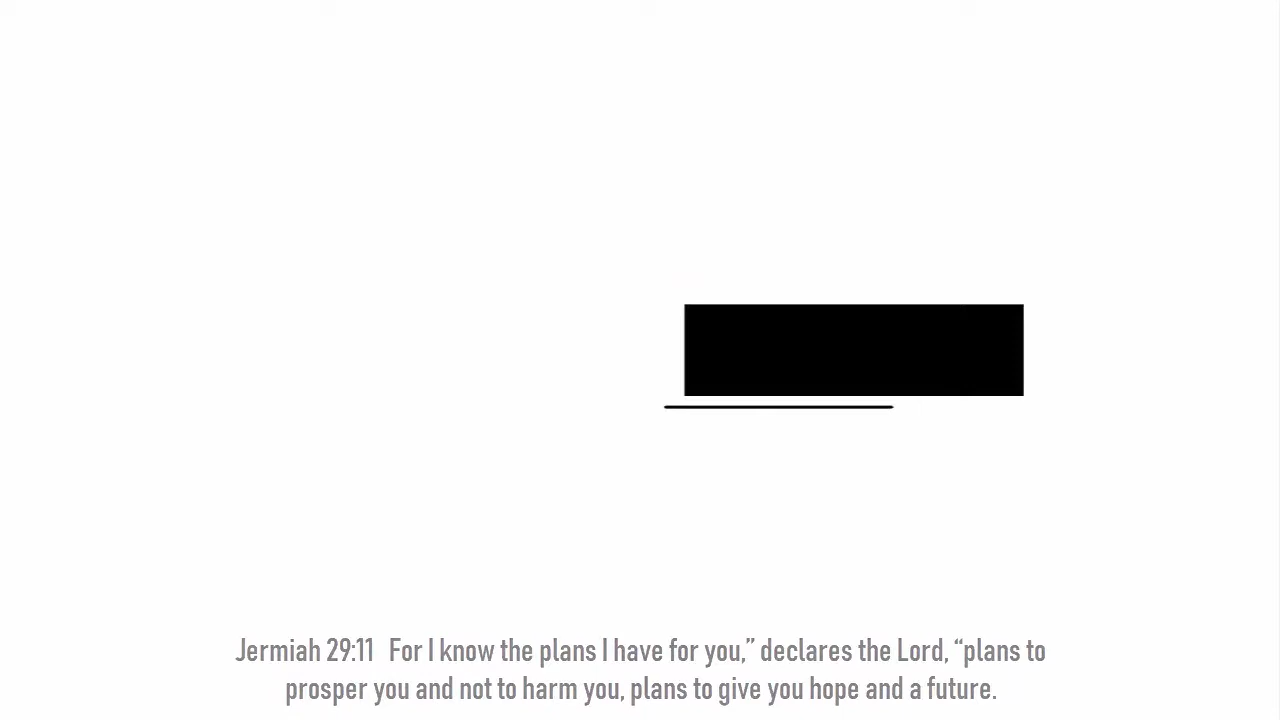 Jermiah 29:11   For I know the plans I have for you,” declares the Lord, “plans to
prosper you and not to harm you, plans to give you hope and a future.